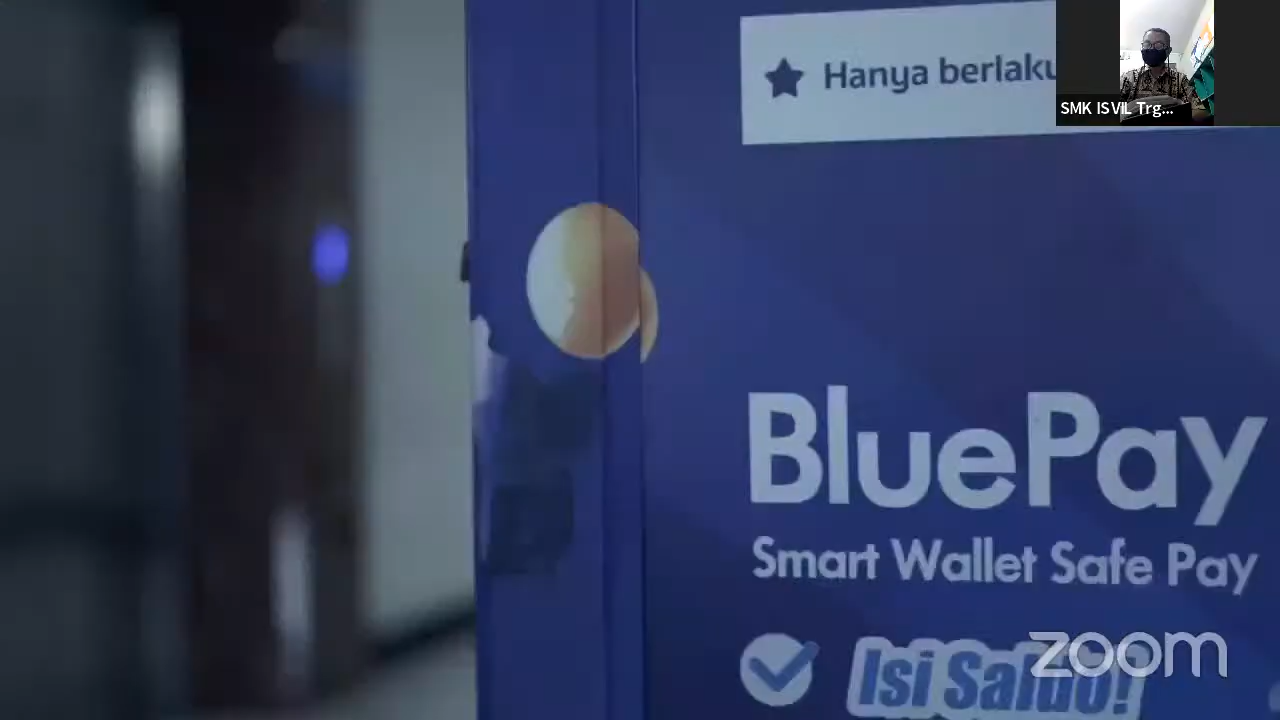 Hanya berlaku
SMK ISVIL Trg...
BluePay
Smart Wallet Safe Pay
Isi Saldo!
zoom